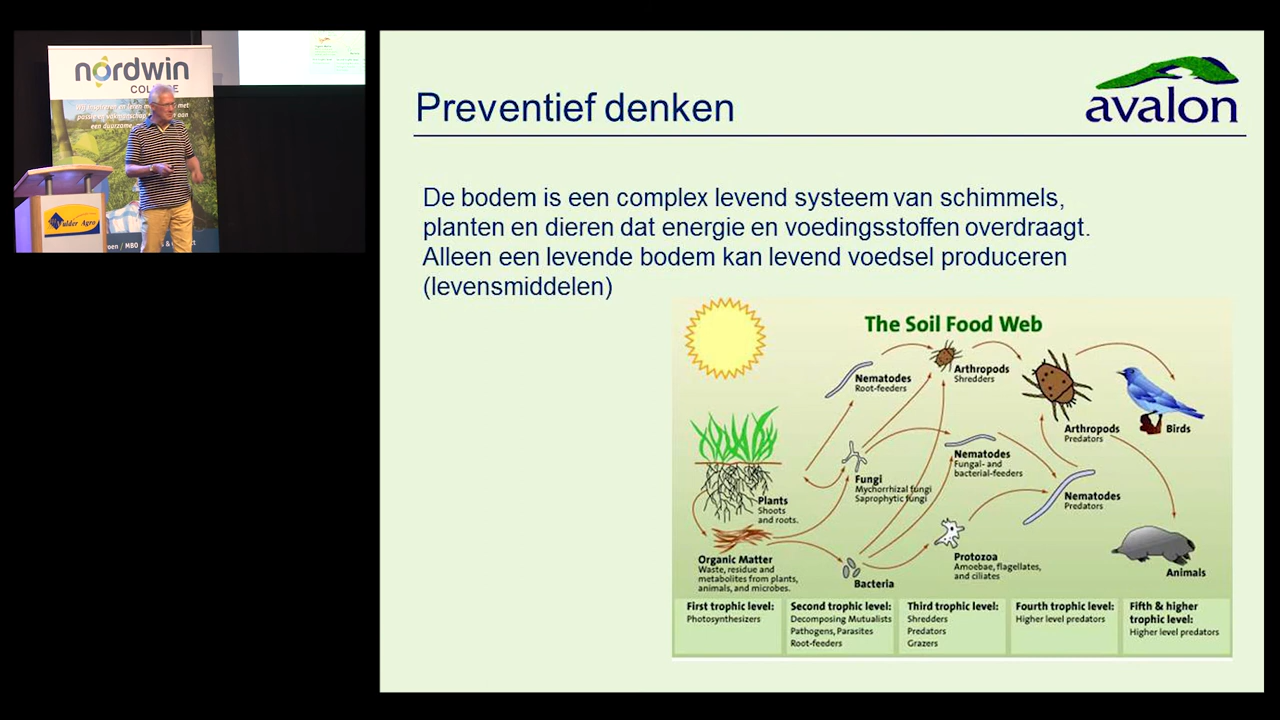 nordwin
COLLEGE
een duurzame,
Mulder Agro
Preventief denken
avalon
De bodem is een complex levend systeem van schimmels,
planten en dieren dat energie en voedingsstoffen overdraagt.
Alleen een levende bodem kan levend voedsel produceren
(levensmiddelen)
The Soil Food Web
Nematodes
Root-feeders
Arthropods
Shredders
Arthropods
Predators
Birds
Fungi
Mychorrhizal fungi
Saprophytic fungi
Nematodes
Fungal- and
bacterial-feeders
Nematodes
Predators
Plants
Shoots
and roots.
Organic Matter
Waste, residue and
metabolites from plants,
animals, and microbes.
Bacteria
Protozoa
Amoebae, flagellates,
and ciliates
Animals
First trophic level:
Photosynthesizers
Second trophic level:
Decomposing Mutualists
Pathogens, Parasites
Root-feeders
Third trophic level:
Shredders
Predators
Grazers
Fourth trophic level:
Higher level predators
Fifth & higher
trophic level:
Higher level predators